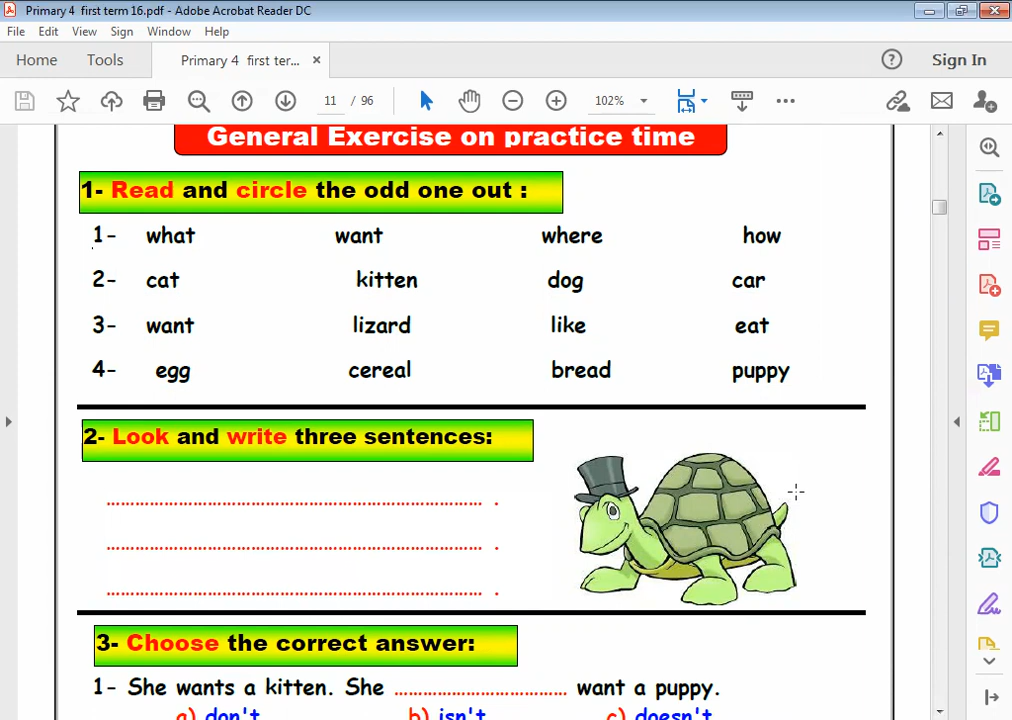 Primary 4 first term 16.pdf - Adobe Acrobat Reader DC
File Edit View Sign Window Help
Home Tools Primary 4 first ter... × Sign In
11 / 96 102%
General Exercise on practice time
1- Read and circle the odd one out :
1- what want where how
2- cat kitten dog car
3- want lizard like eat
4- egg cereal bread puppy
2- Look and write three sentences:
........................................................................ .
........................................................................ .
........................................................................ .
3- Choose the correct answer:
1- She wants a kitten. She ................................. want a puppy.
a) don't b) isn't c) doesn't